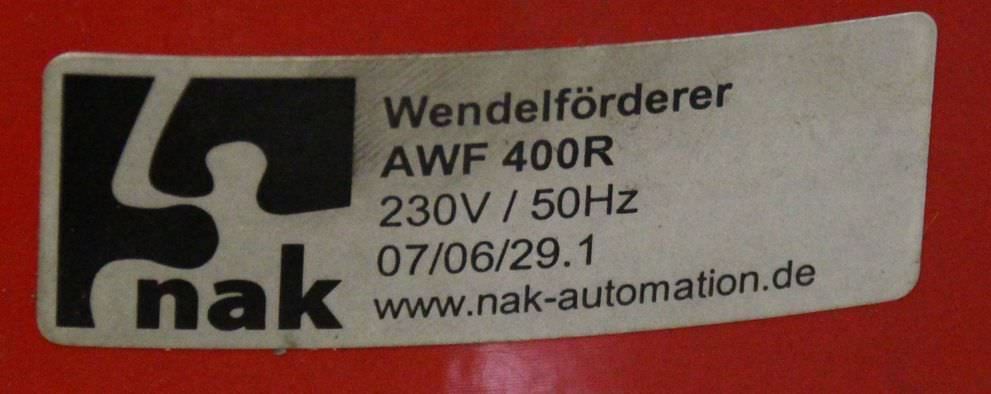 Wendelförderer
AWF 400R
230V / 50Hz
07/06/29.1
www.nak-automation.de
nak